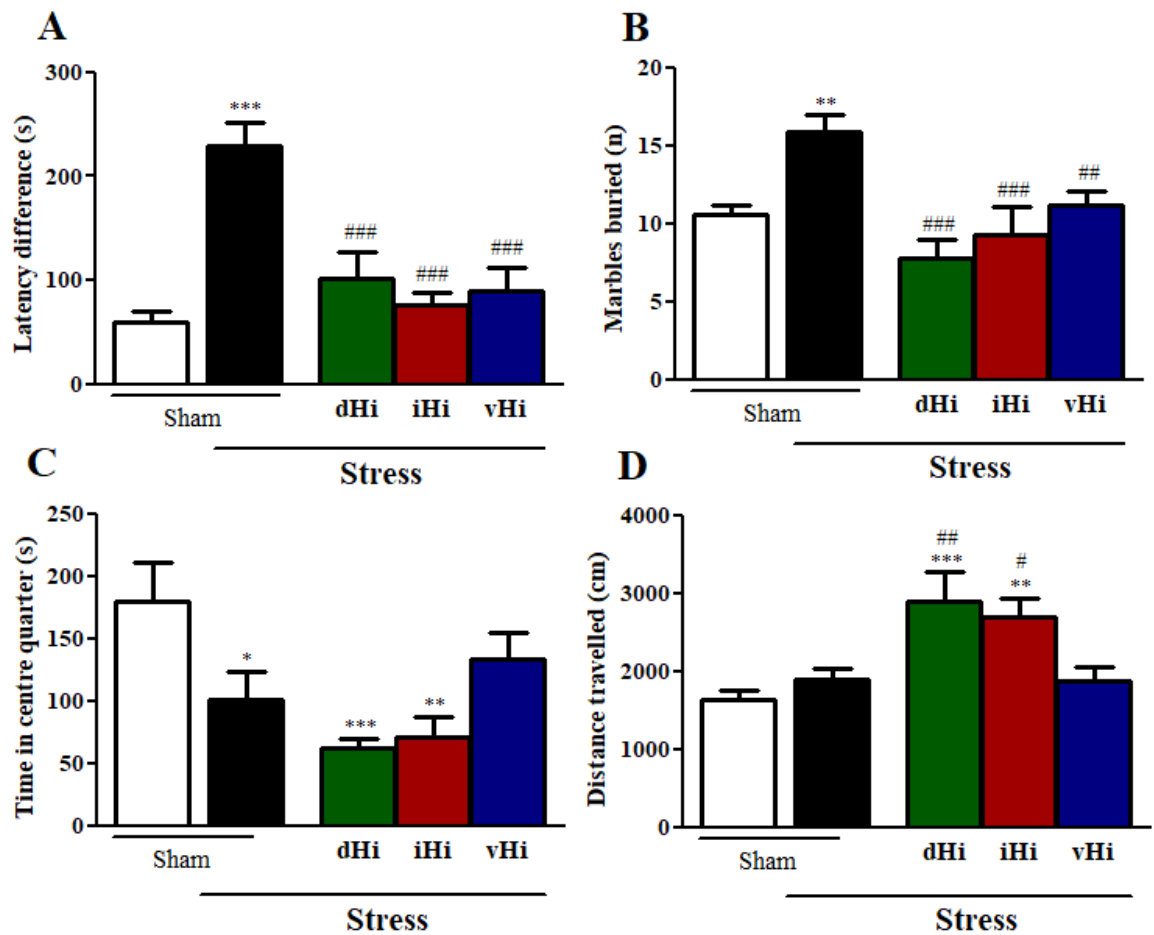 A
Latency difference (s)
300
200
100
0
***
###
###
###
Sham
dHi iHi vHi
Stress
B
Marbles buried (n)
20
15
10
5
0
**
###
###
##
Sham
dHi iHi vHi
Stress
C
Time in centre quarter (s)
250
200
150
100
50
0
*
***
**
Sham
dHi iHi vHi
Stress
D
Distance travelled (cm)
4000
3000
2000
1000
0
##
***
#
**
Sham
dHi iHi vHi
Stress